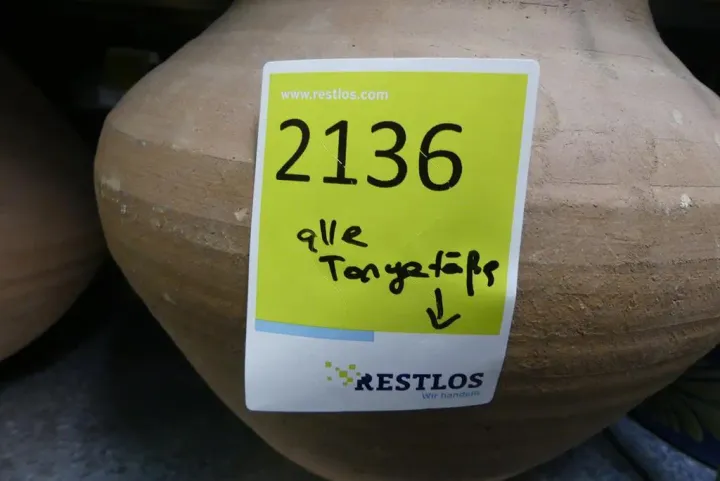 www.restlos.com
2136
alle
Tongefäße
RESTLOS
Wir handeln.